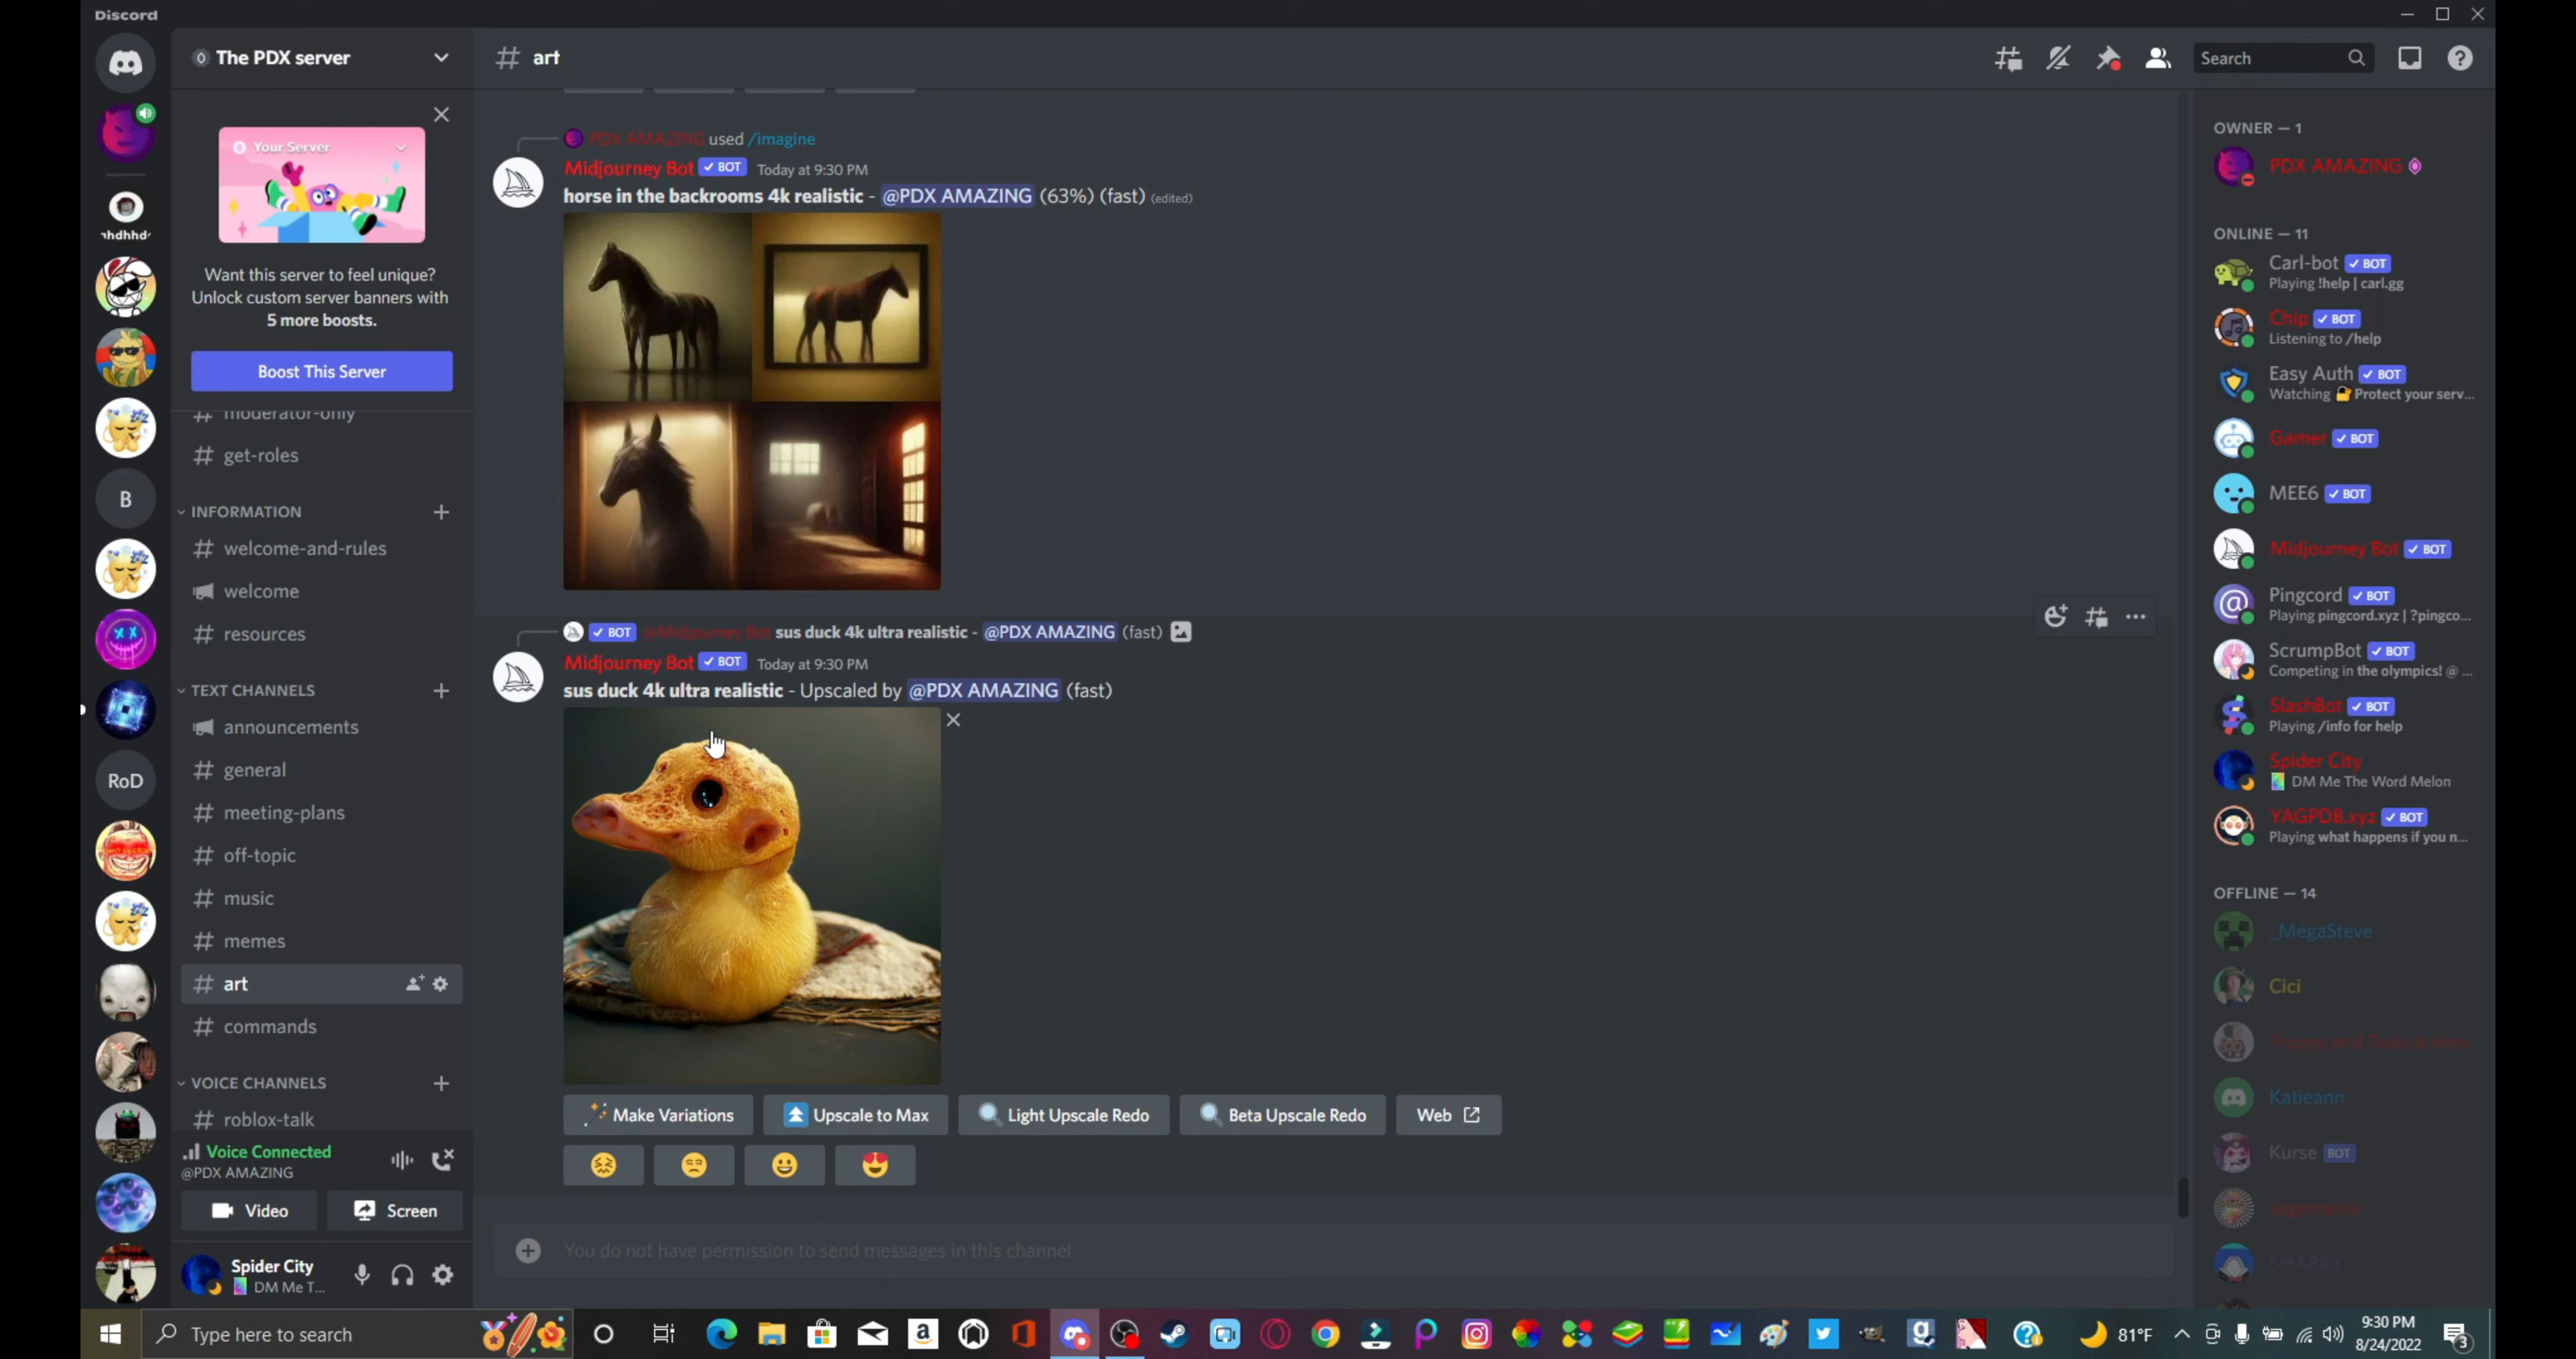 Discord
The PDX server
Your Server
Want this server to feel unique?
Unlock custom server banners with
5 more boosts.
Boost This Server
moderator-only
get-roles
INFORMATION
welcome-and-rules
welcome
resources
TEXT CHANNELS
announcements
general
meeting-plans
off-topic
music
memes
art
commands
VOICE CHANNELS
roblox-talk
Voice Connected
@PDX AMAZING
Video
Screen
Spider City
DM Me T...
B
RoD
# art
Search
PDX AMAZING used /imagine
Midjourney Bot ✓ BOT Today at 9:30 PM
horse in the backrooms 4k realistic - @PDX AMAZING (63%) (fast) (edited)
✓ BOT @Midjourney Bot sus duck 4k ultra realistic - @PDX AMAZING (fast)
Midjourney Bot ✓ BOT Today at 9:30 PM
sus duck 4k ultra realistic - Upscaled by @PDX AMAZING (fast)
Make Variations
Upscale to Max
Light Upscale Redo
Beta Upscale Redo
Web
You do not have permission to send messages in this channel.
OWNER — 1
PDX AMAZING
ONLINE — 11
Carl-bot ✓ BOT
Playing !help | carl.gg
Chip ✓ BOT
Listening to /help
Easy Auth ✓ BOT
Watching 🔐 Protect your serv...
Gamer ✓ BOT
MEE6 ✓ BOT
Midjourney Bot ✓ BOT
Pingcord ✓ BOT
Playing pingcord.xyz | ?pingco...
ScrumpBot ✓ BOT
Competing in the olympics! @ ...
SlashBot ✓ BOT
Playing /info for help
Spider City
DM Me The Word Melon
YAGPDB.xyz ✓ BOT
Playing what happens if you n...
OFFLINE — 14
_MegaSteve
Cici
Katieann
Kurse BOT
SHARKY
Type here to search
81°F
9:30 PM
8/24/2022
3